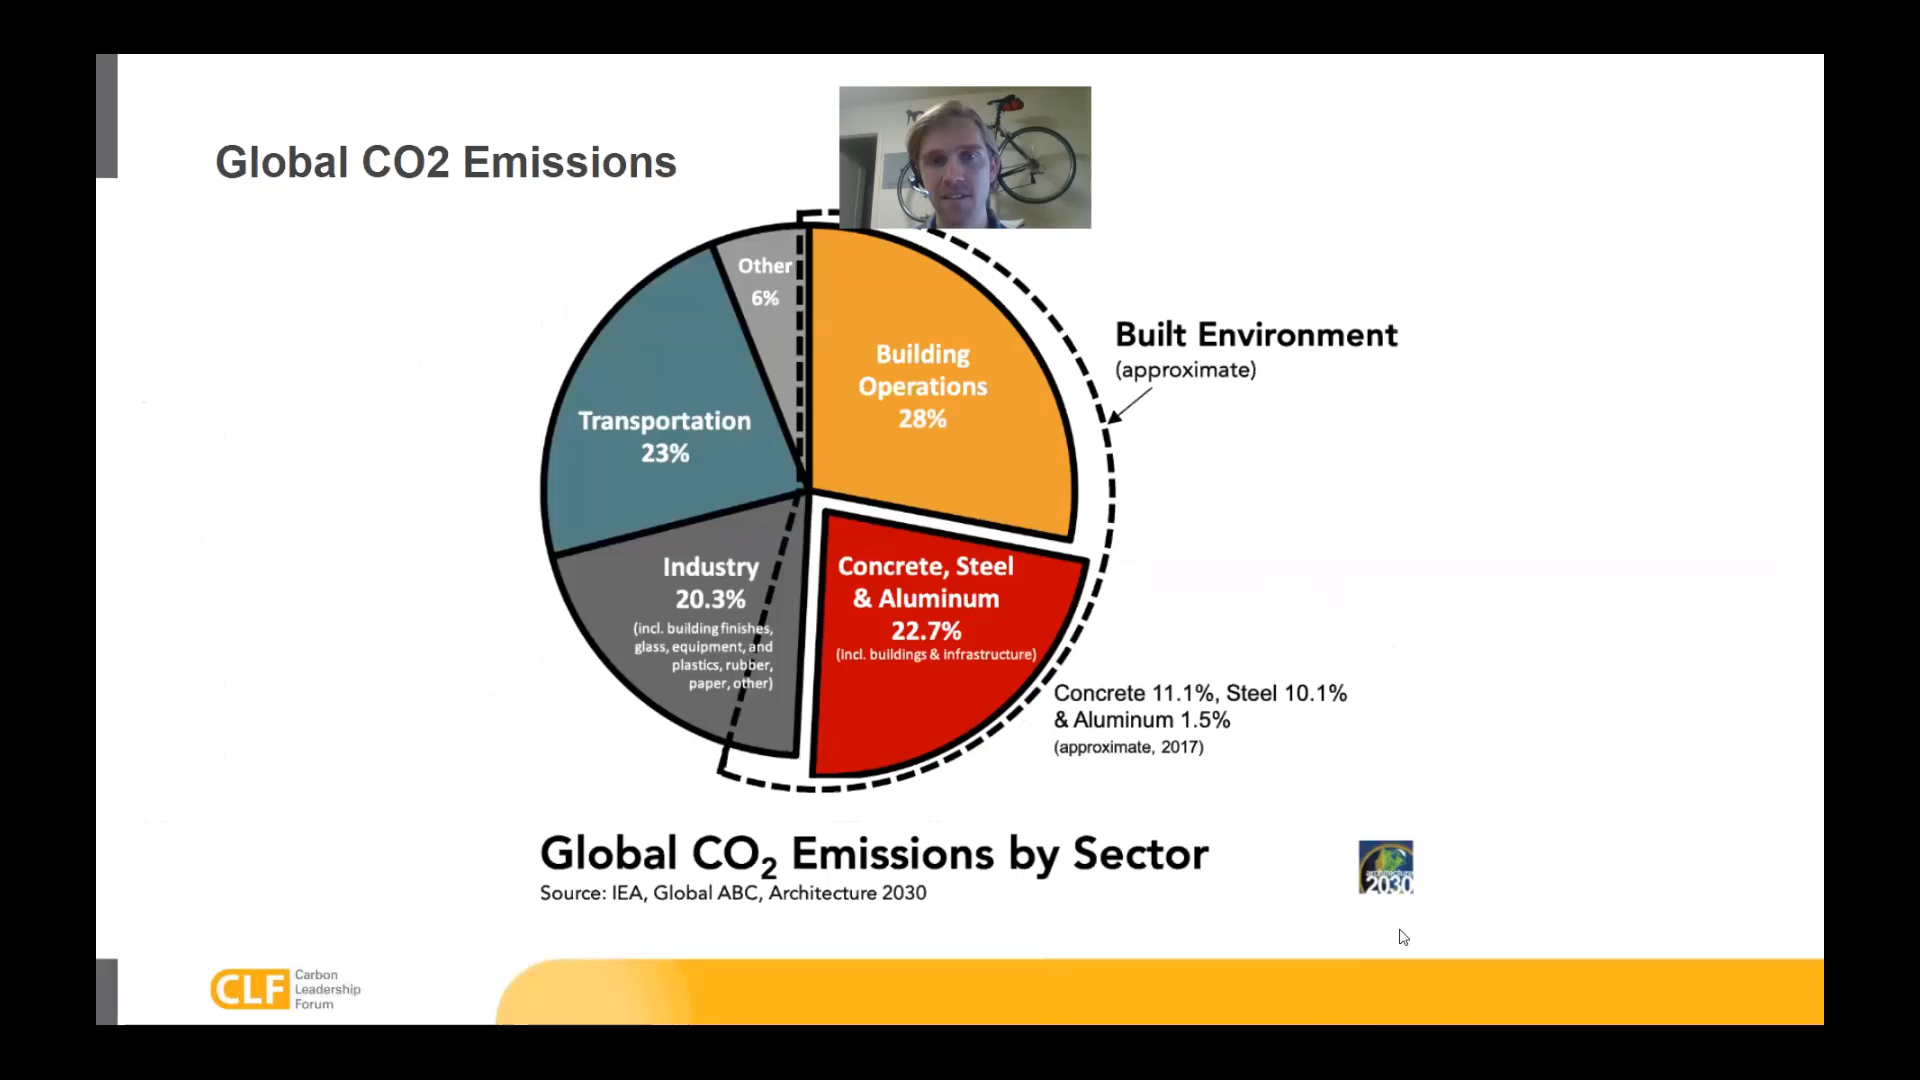 Global CO2 Emissions
Other
6%
Building
Operations
28%
Built Environment
(approximate)
Transportation
23%
Industry
20.3%
(incl. building finishes,
glass, equipment, and
plastics, rubber,
paper, other)
Concrete, Steel
& Aluminum
22.7%
(incl. buildings & infrastructure)
Concrete 11.1%, Steel 10.1%
& Aluminum 1.5%
(approximate, 2017)
Global CO₂ Emissions by Sector
Source: IEA, Global ABC, Architecture 2030
architecture
2030
CLF
Carbon
Leadership
Forum